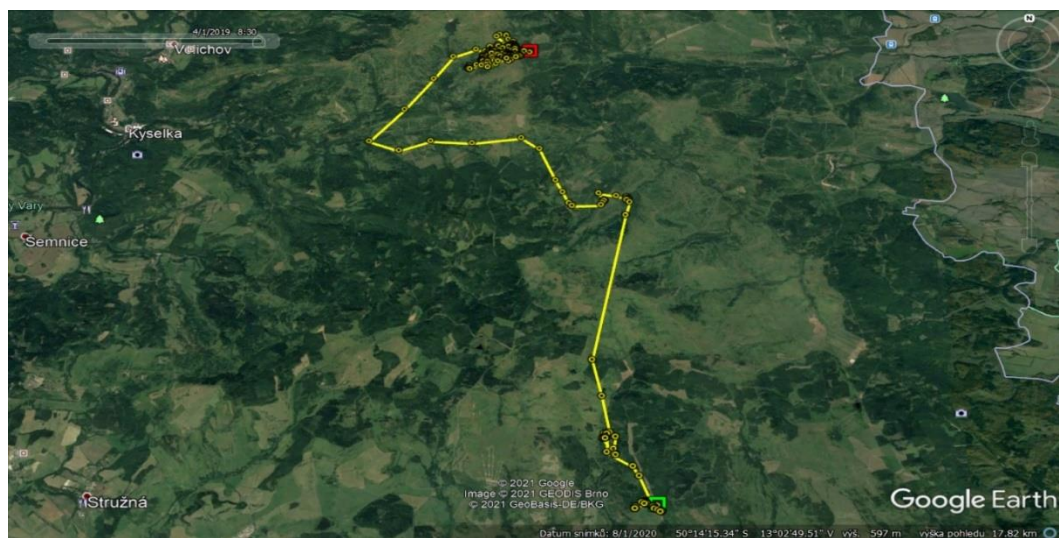 4/1/2019 8:30
Velichov
N
Kyselka
y Vary
Šemnice
Stružná
© 2021 Google
Image © 2021 GEODIS Brno
© 2021 GeoBasis-DE/BKG
Google Earth
Datum snímků: 8/1/2020 50°14'15.34" S 13°02'49.51" V výš. 597 m výška pohledu 17.82 km